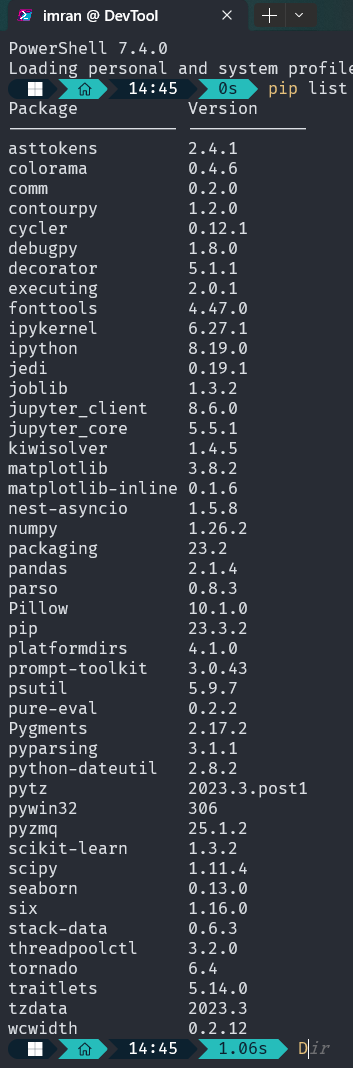 imran @ DevTool
PowerShell 7.4.0
Loading personal and system profile
14:45 0s pip list
Package Version
asttokens 2.4.1
colorama 0.4.6
comm 0.2.0
contourpy 1.2.0
cycler 0.12.1
debugpy 1.8.0
decorator 5.1.1
executing 2.0.1
fonttools 4.47.0
ipykernel 6.27.1
ipython 8.19.0
jedi 0.19.1
joblib 1.3.2
jupyter_client 8.6.0
jupyter_core 5.5.1
kiwisolver 1.4.5
matplotlib 3.8.2
matplotlib-inline 0.1.6
nest-asyncio 1.5.8
numpy 1.26.2
packaging 23.2
pandas 2.1.4
parso 0.8.3
Pillow 10.1.0
pip 23.3.2
platformdirs 4.1.0
prompt-toolkit 3.0.43
psutil 5.9.7
pure-eval 0.2.2
Pygments 2.17.2
pyparsing 3.1.1
python-dateutil 2.8.2
pytz 2023.3.post1
pywin32 306
pyzmq 25.1.2
scikit-learn 1.3.2
scipy 1.11.4
seaborn 0.13.0
six 1.16.0
stack-data 0.6.3
threadpoolctl 3.2.0
tornado 6.4
traitlets 5.14.0
tzdata 2023.3
wcwidth 0.2.12
14:45 1.06s Dir